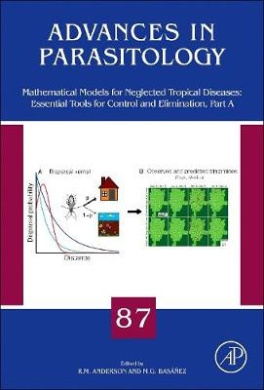 ADVANCES IN
PARASITOLOGY
Mathematical Models for Neglected Tropical Diseases:
Essential Tools for Control and Elimination, Part A
A Dispersal kernel
B Observed and predicted
Dispersal probability
Distance
87
Edited by
R.M. ANDERSON and M.G. BASÁÑEZ
AP